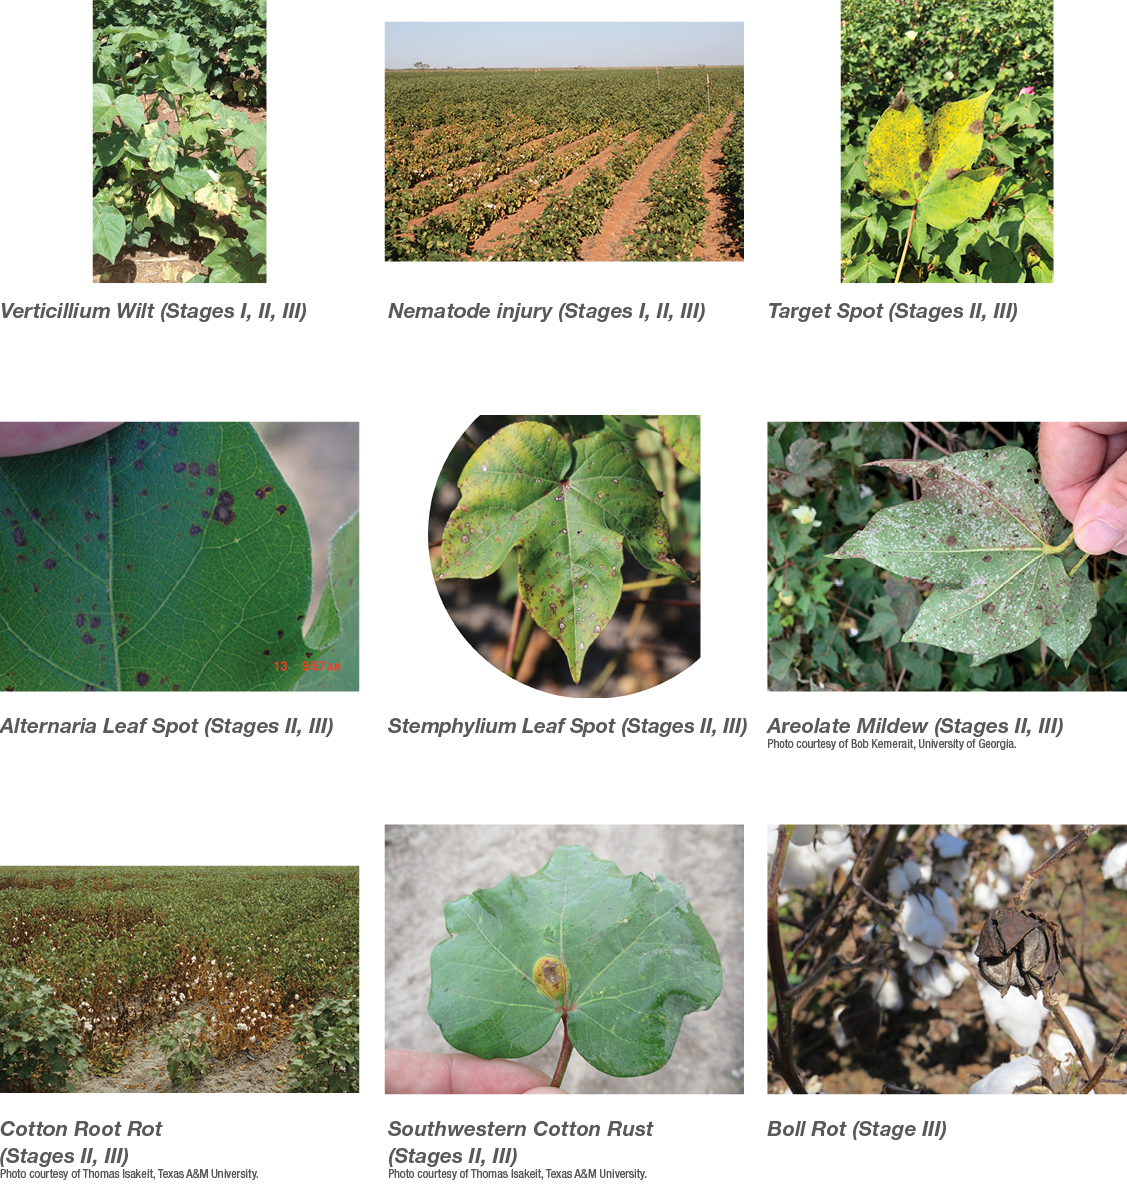 Verticillium Wilt (Stages I, II, III)
Nematode injury (Stages I, II, III)
Target Spot (Stages II, III)
13
Alternaria Leaf Spot (Stages II, III)
Stemphylium Leaf Spot (Stages II, III)
Areolate Mildew (Stages II, III)
Photo courtesy of Bob Kemerait, University of Georgia.
Cotton Root Rot
(Stages II, III)
Photo courtesy of Thomas Isakeit, Texas A&M University.
Southwestern Cotton Rust
(Stages II, III)
Photo courtesy of Thomas Isakeit, Texas A&M University.
Boll Rot (Stage III)